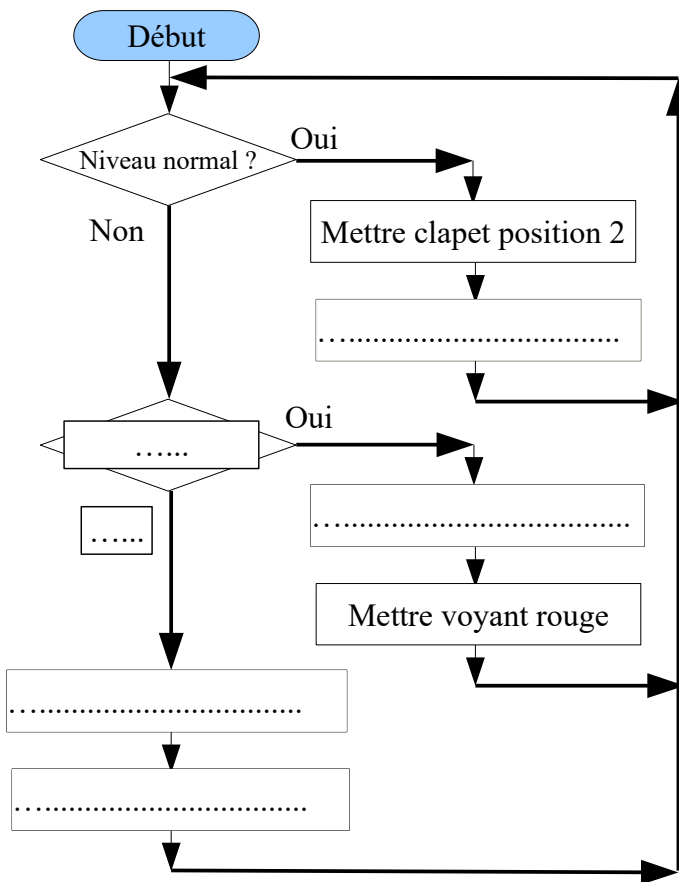 Début
Niveau normal ?
Oui
Non
Mettre clapet position 2
…...................................
…...
Oui
…...
…......................................
Mettre voyant rouge
…...................................
…...................................